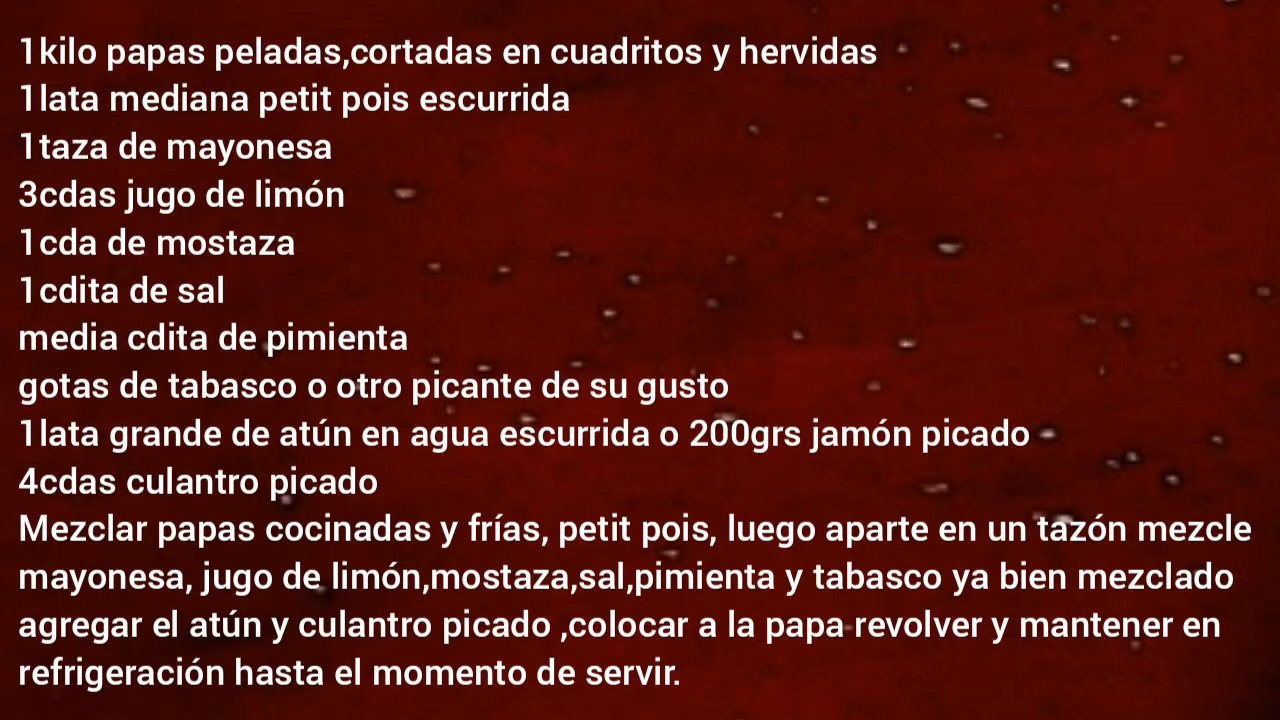 1kilo papas peladas,cortadas en cuadritos y hervidas
1lata mediana petit pois escurrida
1taza de mayonesa
3cdas jugo de limón
1cda de mostaza
1cdita de sal
media cdita de pimienta
gotas de tabasco o otro picante de su gusto
1lata grande de atún en agua escurrida o 200grs jamón picado
4cdas culantro picado
Mezclar papas cocinadas y frías, petit pois, luego aparte en un tazón mezcle
mayonesa, jugo de limón,mostaza,sal,pimienta y tabasco ya bien mezclado
agregar el atún y culantro picado ,colocar a la papa revolver y mantener en
refrigeración hasta el momento de servir.